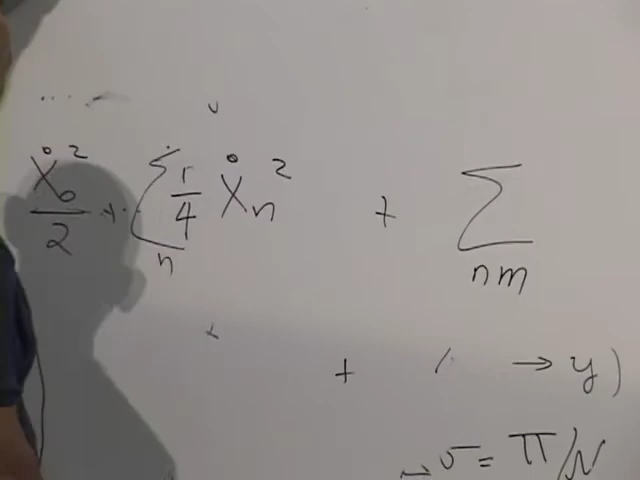 ẋ₀²/2 + Σₙ r/4 ẋₙ² + Σₙₘ
+ → y)
→ σ = π/N